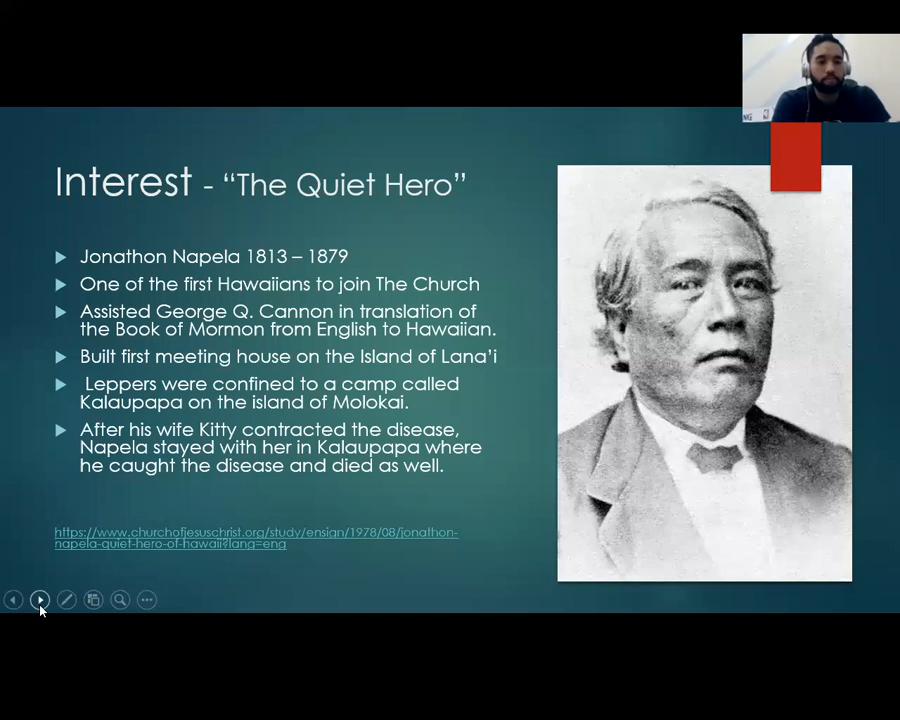 Interest - “The Quiet Hero”
Jonathon Napela 1813 – 1879
One of the first Hawaiians to join The Church
Assisted George Q. Cannon in translation of
the Book of Mormon from English to Hawaiian.
Built first meeting house on the Island of Lana’i
Leppers were confined to a camp called
Kalaupapa on the island of Molokai.
After his wife Kitty contracted the disease,
Napela stayed with her in Kalaupapa where
he caught the disease and died as well.
https://www.churchofjesuschrist.org/study/ensign/1978/08/jonathon-
napela-quiet-hero-of-hawaii?lang=eng